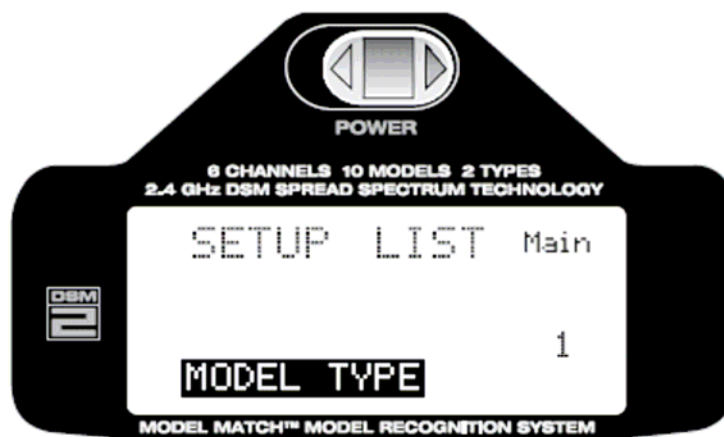 POWER
6 CHANNELS 10 MODELS 2 TYPES
2.4 GHz DSM SPREAD SPECTRUM TECHNOLOGY
SETUP LIST Main
DSM
2
1
MODEL TYPE
MODEL MATCH™ MODEL RECOGNITION SYSTEM